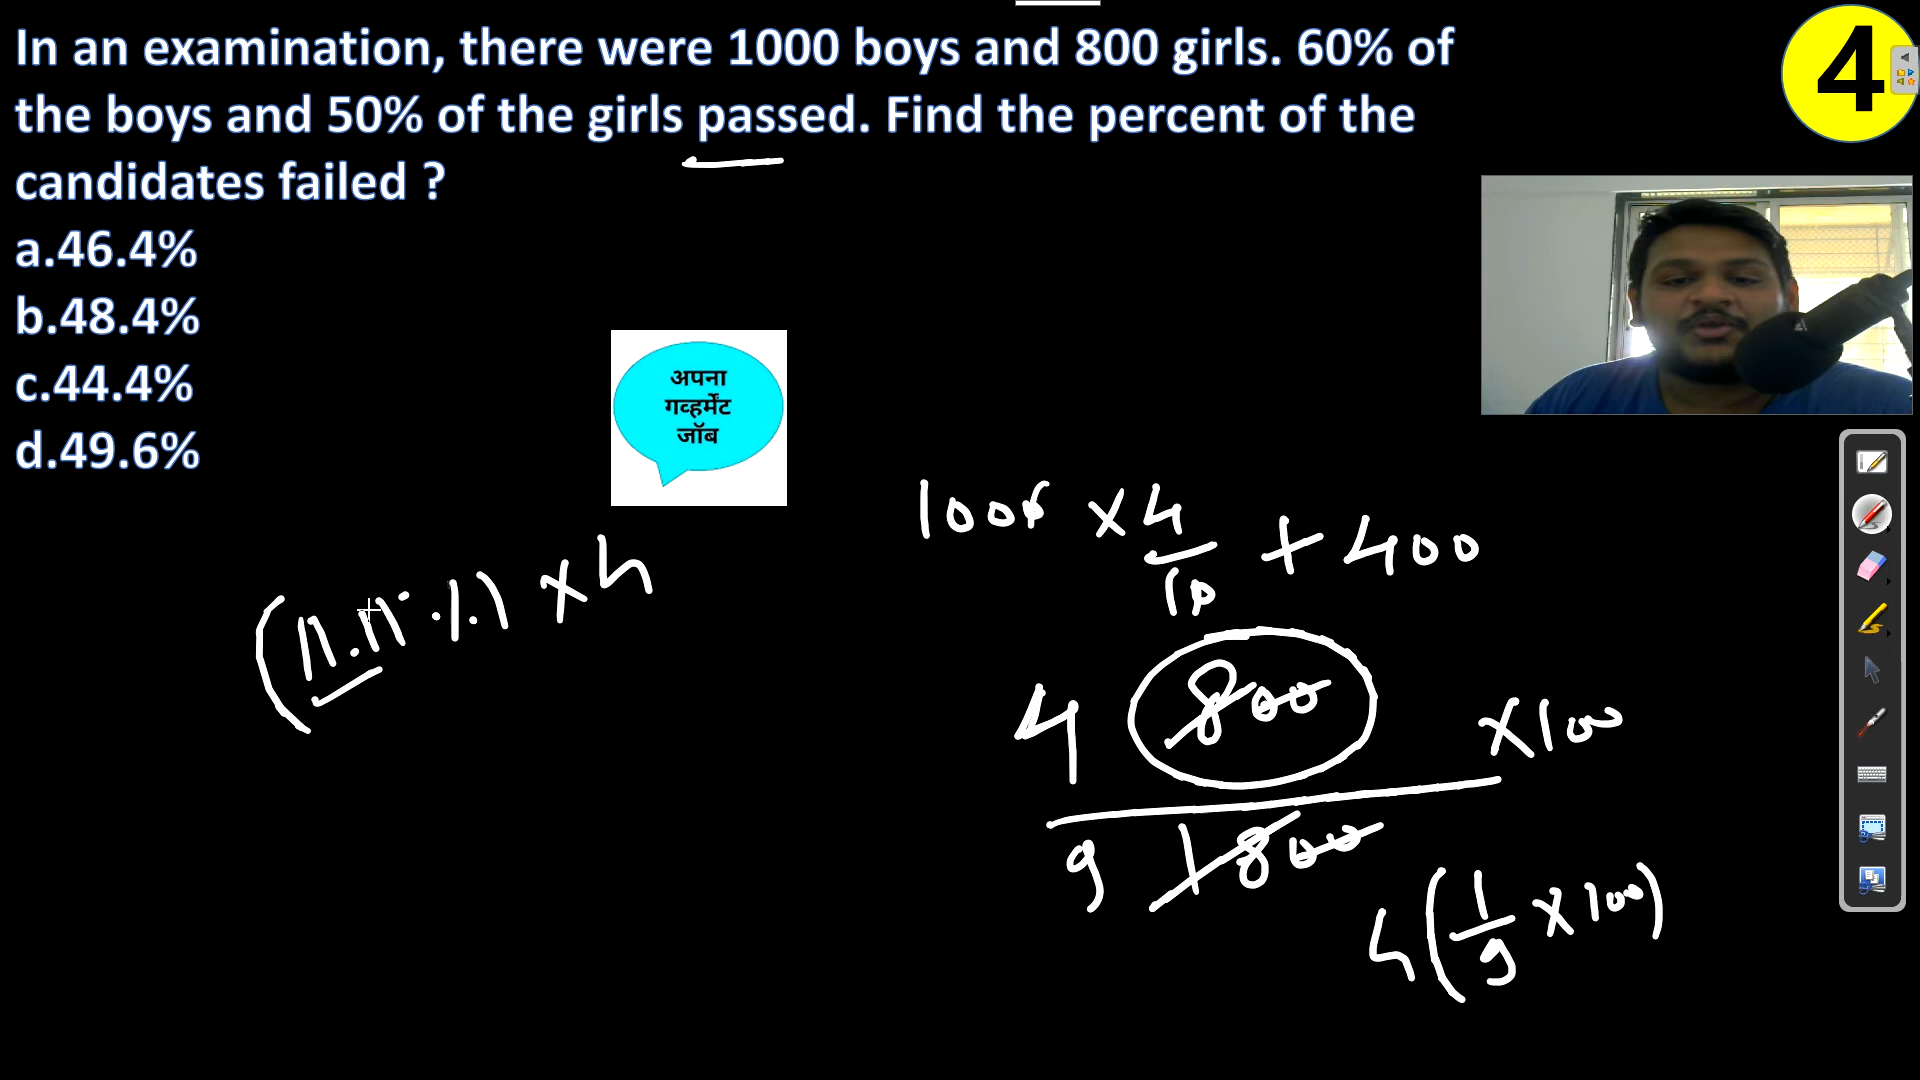 In an examination, there were 1000 boys and 800 girls. 60% of
the boys and 50% of the girls passed. Find the percent of the
candidates failed ?
a.46.4%
b.48.4%
c.44.4%
d.49.6%
4
अपना
गव्हर्मेंट
जॉब
1000 × 4/10 + 400
4 800 × 100
9 1800
4(1/9 × 100)
(11.11%) × 4